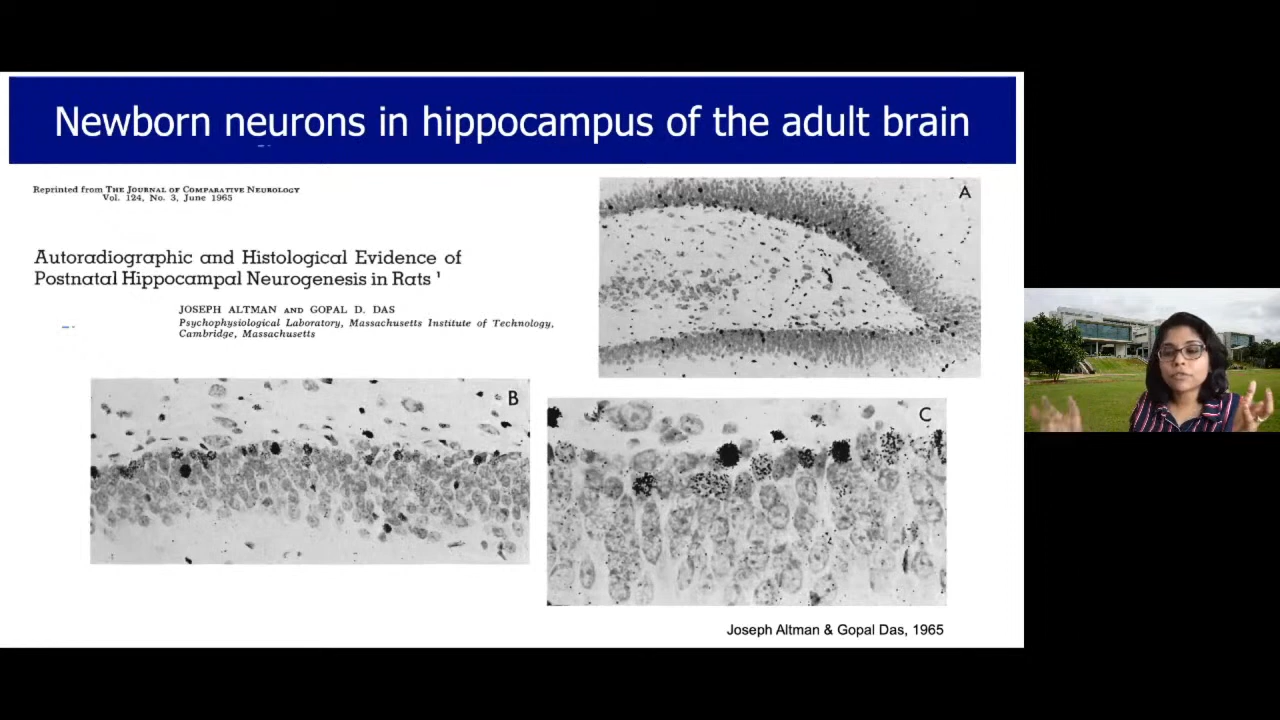 Newborn neurons in hippocampus of the adult brain
Reprinted from THE JOURNAL OF COMPARATIVE NEUROLOGY
Vol. 124, No. 3, June 1965
Autoradiographic and Histological Evidence of
Postnatal Hippocampal Neurogenesis in Rats ¹
JOSEPH ALTMAN AND GOPAL D. DAS
Psychophysiological Laboratory, Massachusetts Institute of Technology,
Cambridge, Massachusetts
A
B
C
Joseph Altman & Gopal Das, 1965